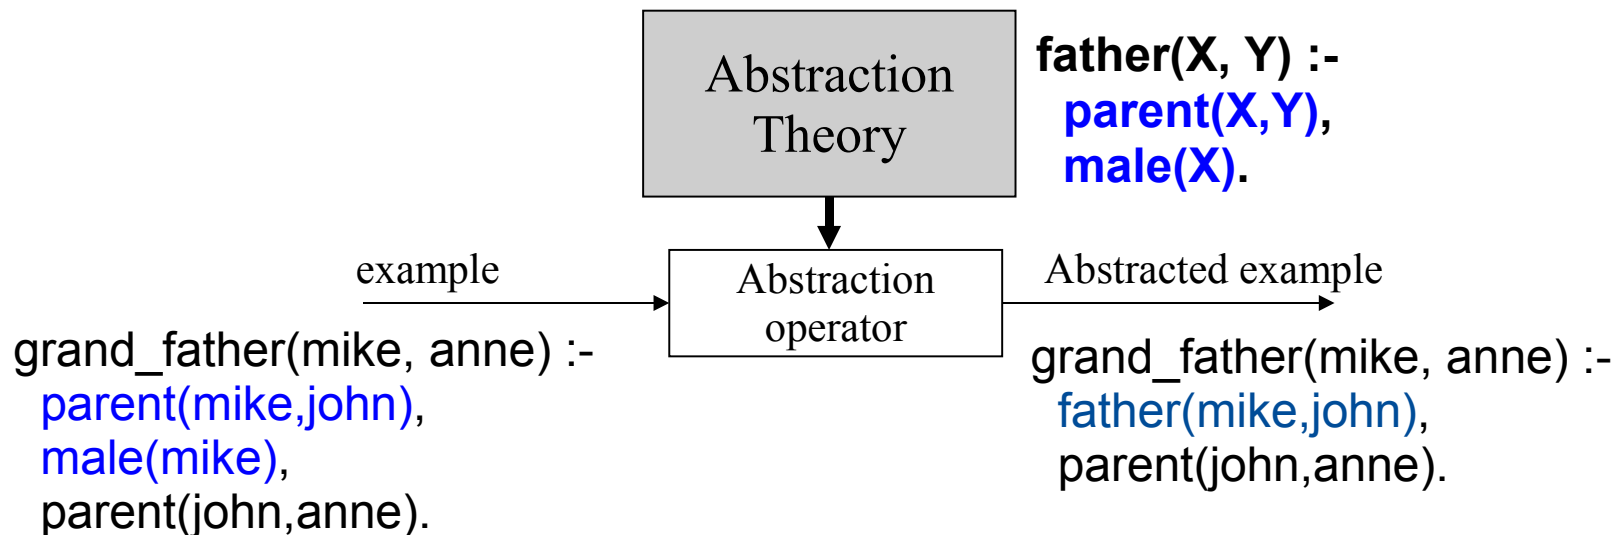 Abstraction
Theory
father(X, Y) :-
parent(X,Y),
male(X).
example
Abstraction
operator
Abstracted example
grand_father(mike, anne) :-
parent(mike,john),
male(mike),
parent(john,anne).
grand_father(mike, anne) :-
father(mike,john),
parent(john,anne).